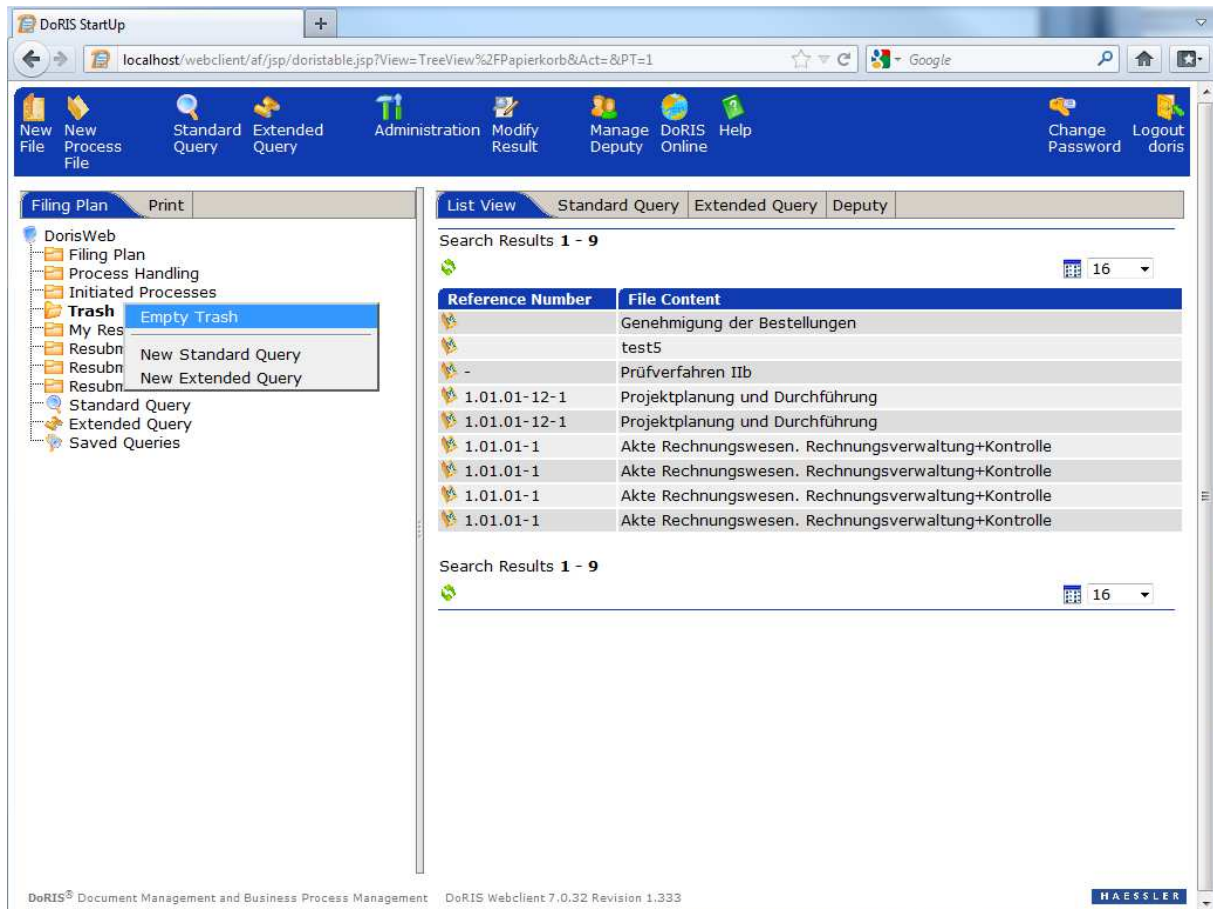 DoRIS StartUp
localhost/webclient/af/jsp/doristable.jsp?View=TreeView%2FPapierkorb&Act=&PT=1
Google
New File
New Process File
Standard Query
Extended Query
Administration
Modify Result
Manage Deputy
DoRIS Online
Help
Change Password
Logout doris
Filing Plan
Print
DorisWeb
Filing Plan
Process Handling
Initiated Processes
Trash
My Res
Resubm
Resubm
Resubm
Standard Query
Extended Query
Saved Queries
Empty Trash
New Standard Query
New Extended Query
List View
Standard Query
Extended Query
Deputy
Search Results 1 - 9
16
Reference Number File Content
Genehmigung der Bestellungen
test5
- Prüfverfahren IIb
1.01.01-12-1 Projektplanung und Durchführung
1.01.01-12-1 Projektplanung und Durchführung
1.01.01-1 Akte Rechnungswesen. Rechnungsverwaltung+Kontrolle
1.01.01-1 Akte Rechnungswesen. Rechnungsverwaltung+Kontrolle
1.01.01-1 Akte Rechnungswesen. Rechnungsverwaltung+Kontrolle
1.01.01-1 Akte Rechnungswesen. Rechnungsverwaltung+Kontrolle
Search Results 1 - 9
16
DoRIS® Document Management and Business Process Management DoRIS Webclient 7.0.32 Revision 1.333
HAESSLER